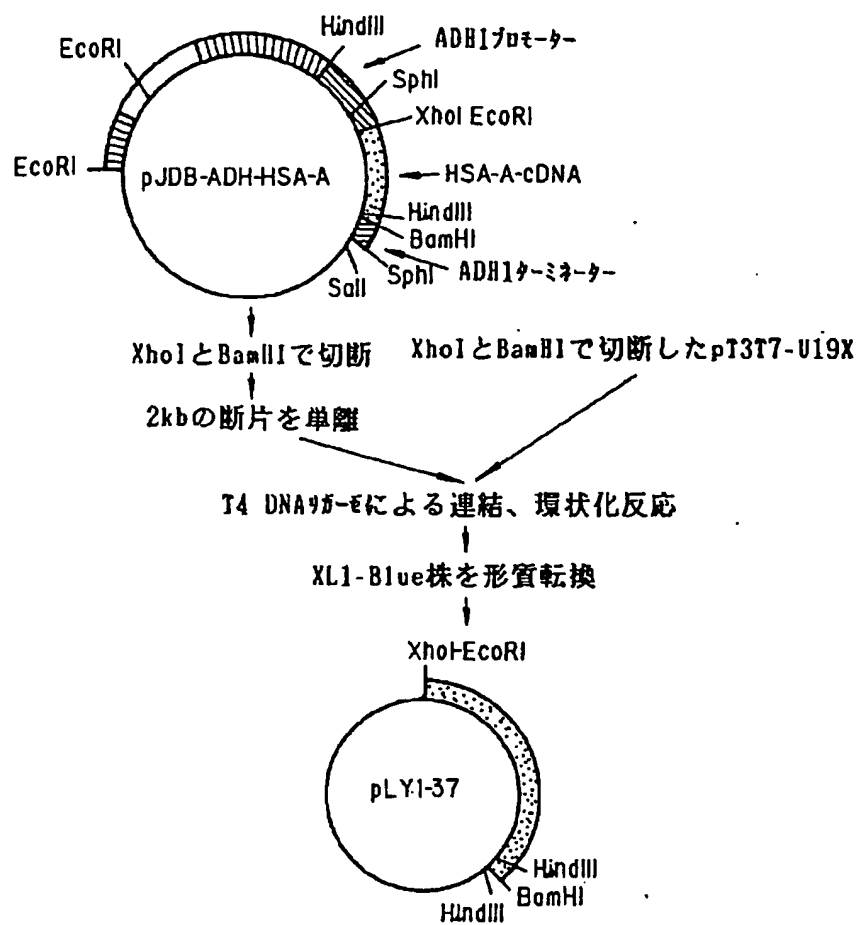 HindIII
ADH1プロモーター
EcoRI
SphI
XhoI EcoRI
EcoRI
pJDB-ADH-HSA-A
HSA-A-cDNA
HindIII
BamHI
SphI
ADH1ターミネーター
SalI
XhoIとBamHIで切断
XhoIとBamHIで切断したpT3T7-U19X
2kbの断片を単離
T4 DNAリガーゼによる連結、環状化反応
XL1-Blue株を形質転換
XhoI-EcoRI
pLY1-37
HindIII
BamHI
HindIII